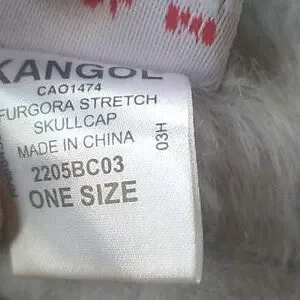 KANGOL
CAO1474
FURGORA STRETCH
SKULLCAP
MADE IN CHINA
2205BC03
ONE SIZE
03H